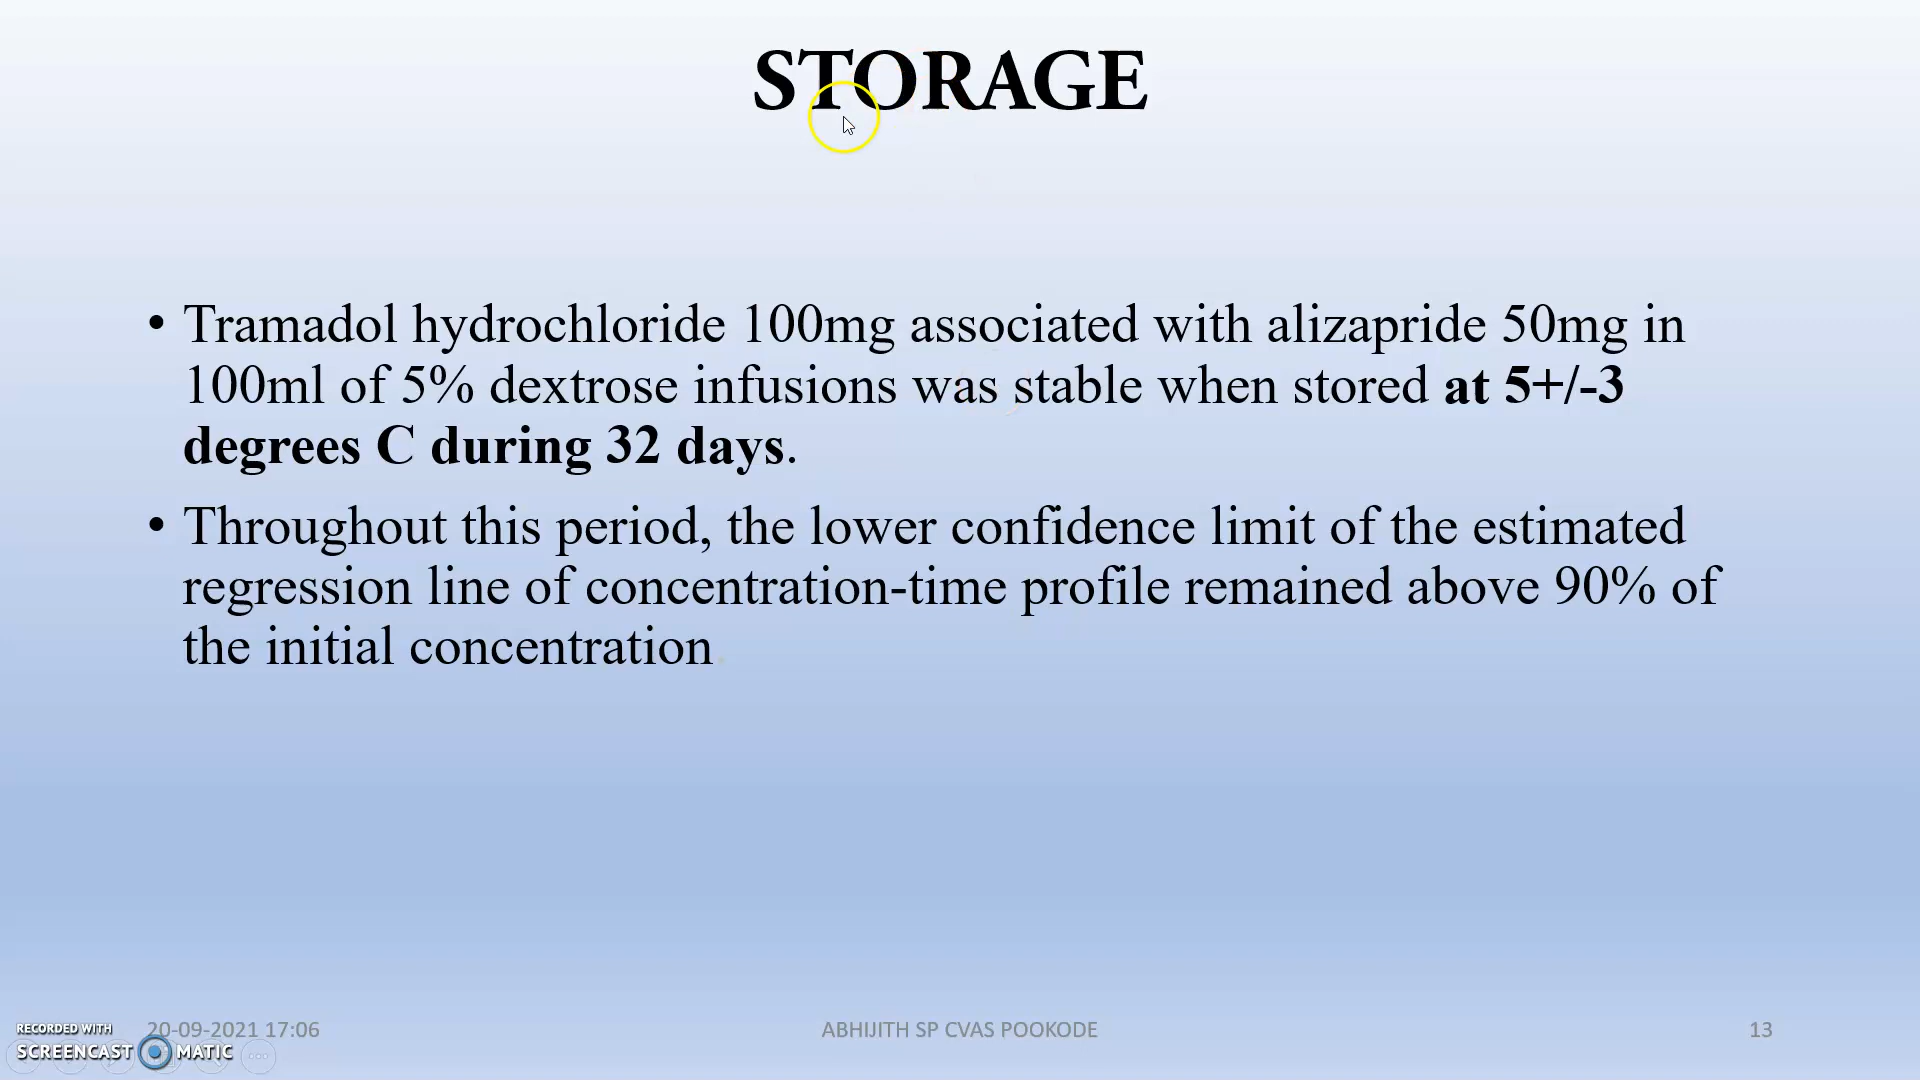 STORAGE
• Tramadol hydrochloride 100mg associated with alizapride 50mg in
100ml of 5% dextrose infusions was stable when stored at 5+/-3
degrees C during 32 days.
• Throughout this period, the lower confidence limit of the estimated
regression line of concentration-time profile remained above 90% of
the initial concentration.
RECORDED WITH
SCREENCAST MATIC
20-09-2021 17:06
ABHIJITH SP CVAS POOKODE
13